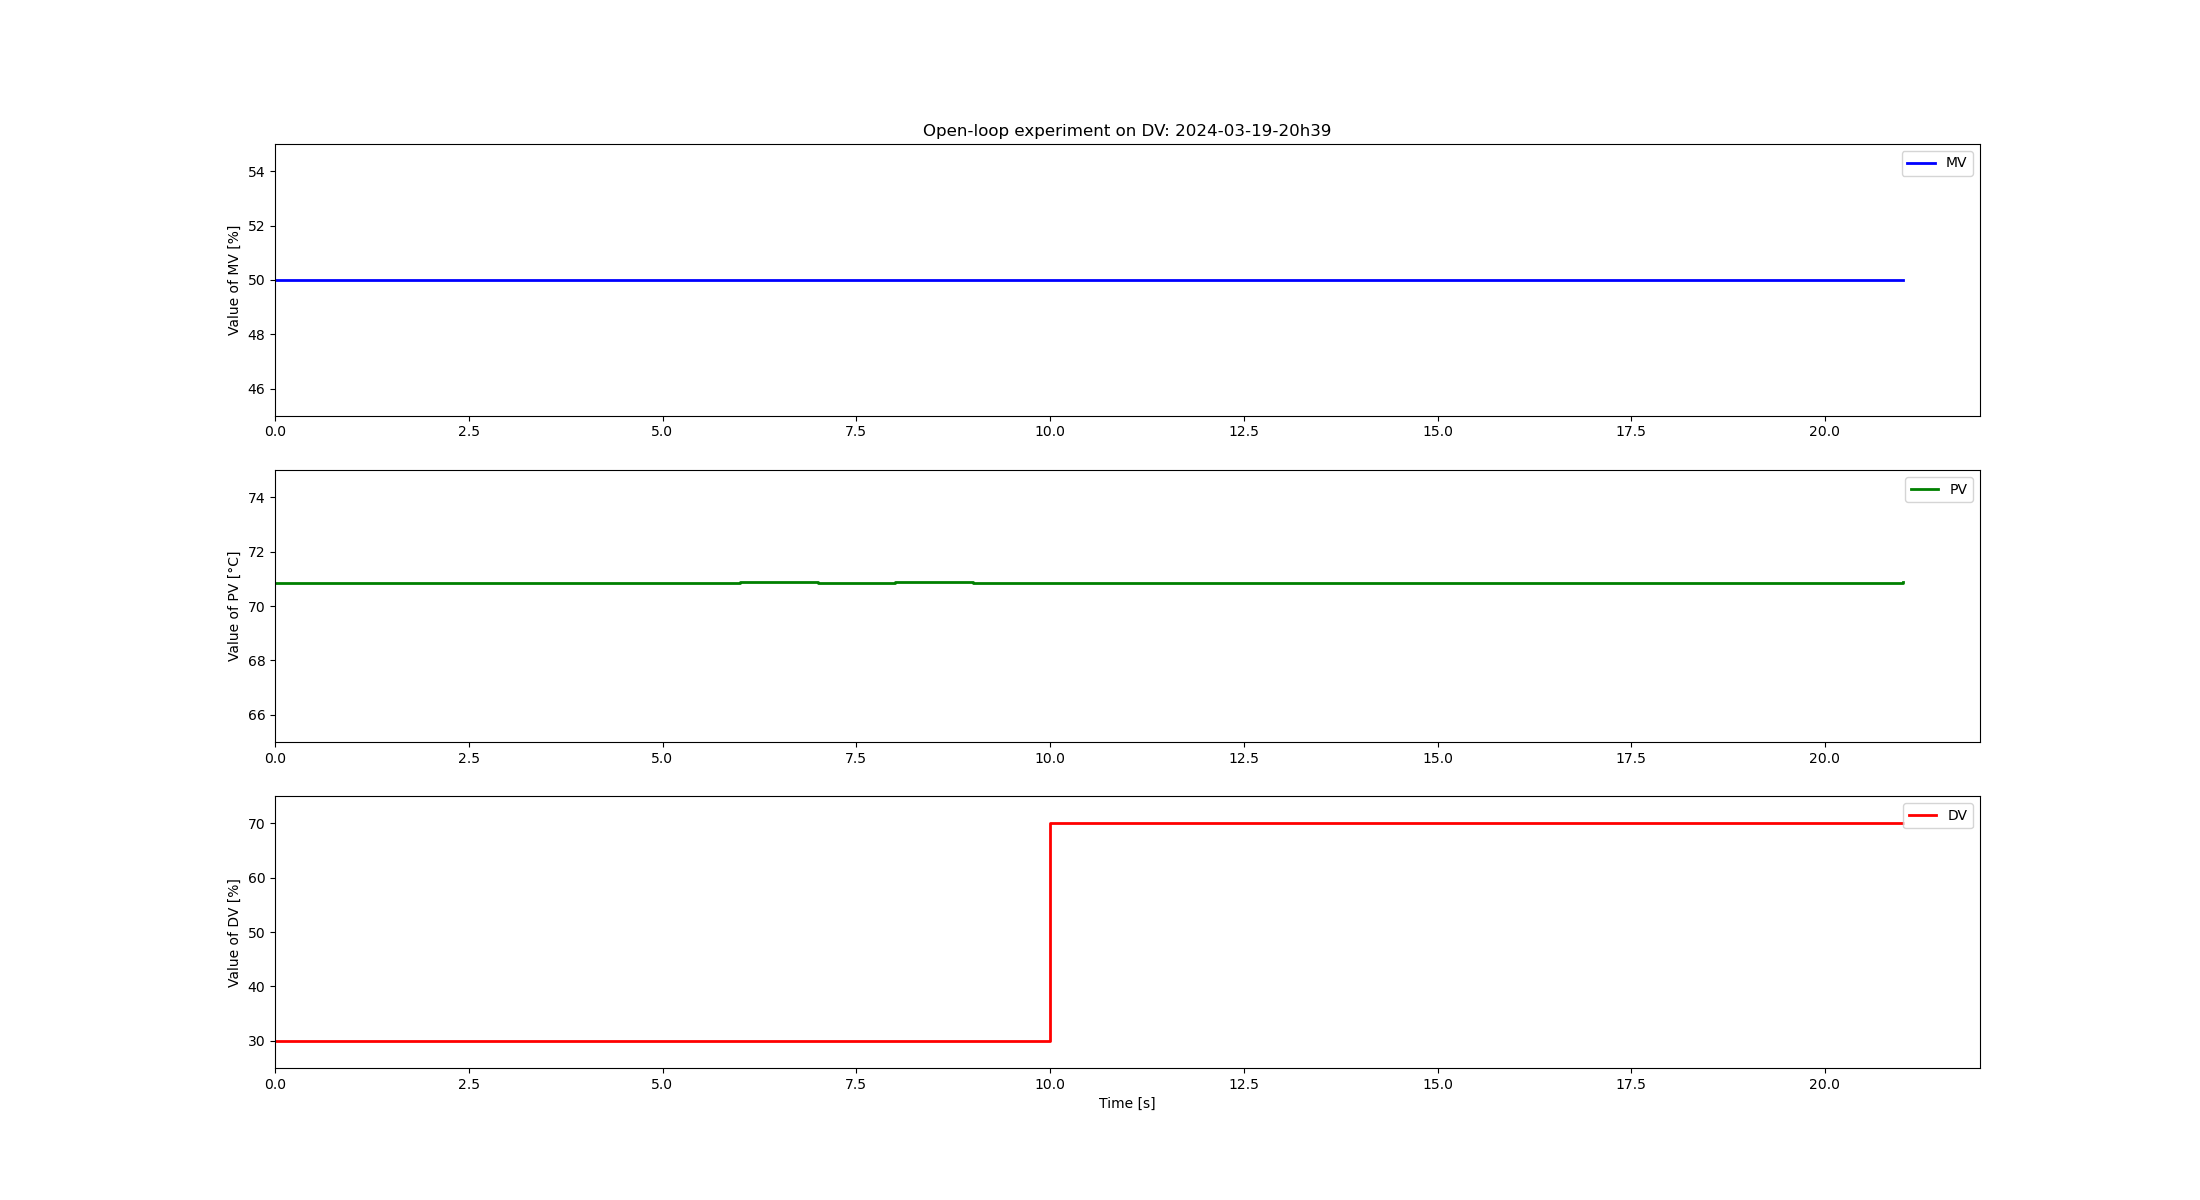 Open-loop experiment on DV: 2024-03-19-20h39
Value of MV [%]
54
52
50
48
46
MV
0.0 2.5 5.0 7.5 10.0 12.5 15.0 17.5 20.0
Value of PV [°C]
74
72
70
68
66
PV
0.0 2.5 5.0 7.5 10.0 12.5 15.0 17.5 20.0
Value of DV [%]
70
60
50
40
30
DV
0.0 2.5 5.0 7.5 10.0 12.5 15.0 17.5 20.0
Time [s]